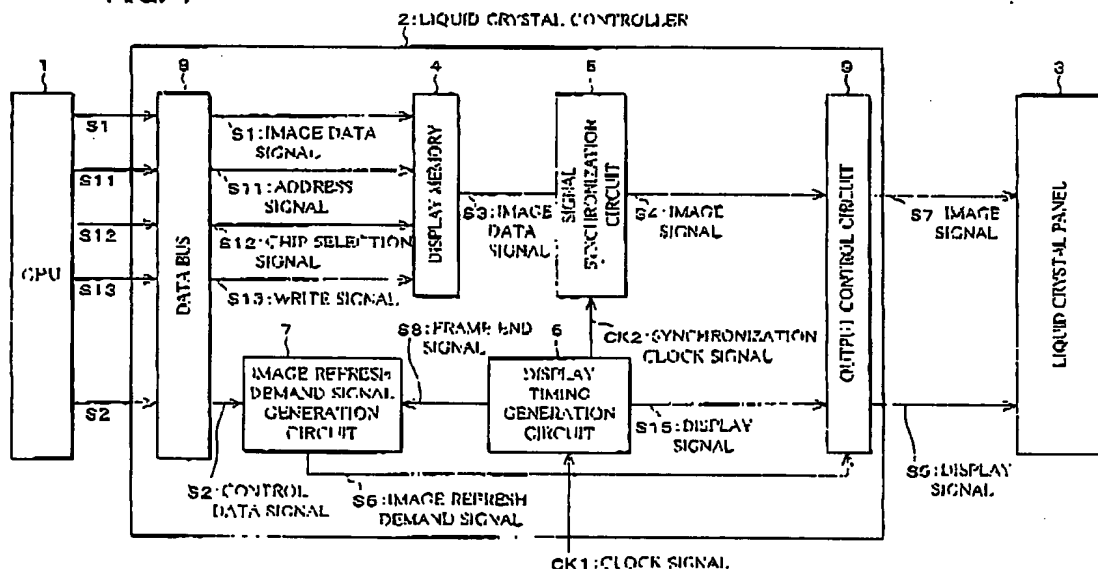 2:LIQUID CRYSTAL CONTROLLER
1
8
4
5
9
3
S1
S1:IMAGE DATA
SIGNAL
S11
S11:ADDRESS
SIGNAL
S12
S12:CHIP SELECTION
SIGNAL
S13
S13:WRITE SIGNAL
CPU
DATA BUS
DISPLAY MEMORY
S3:IMAGE
DATA
SIGNAL
SIGNAL
SYNCHRONIZATION
CIRCUIT
S4:IMAGE
SIGNAL
OUTPUT CONTROL CIRCUIT
S7:IMAGE
SIGNAL
LIQUID CRYSTAL PANEL
7
S8:FRAME END
SIGNAL
6
CK2:SYNCHRONIZATION
CLOCK SIGNAL
IMAGE REFRESH
DEMAND SIGNAL
GENERATION
CIRCUIT
DISPLAY
TIMING
GENERATION
CIRCUIT
S2
S15:DISPLAY
SIGNAL
S2:CONTROL
DATA SIGNAL
S6:IMAGE REFRESH
DEMAND SIGNAL
:DISPLAY
SIGNAL
CK1:CLOCK SIGNAL